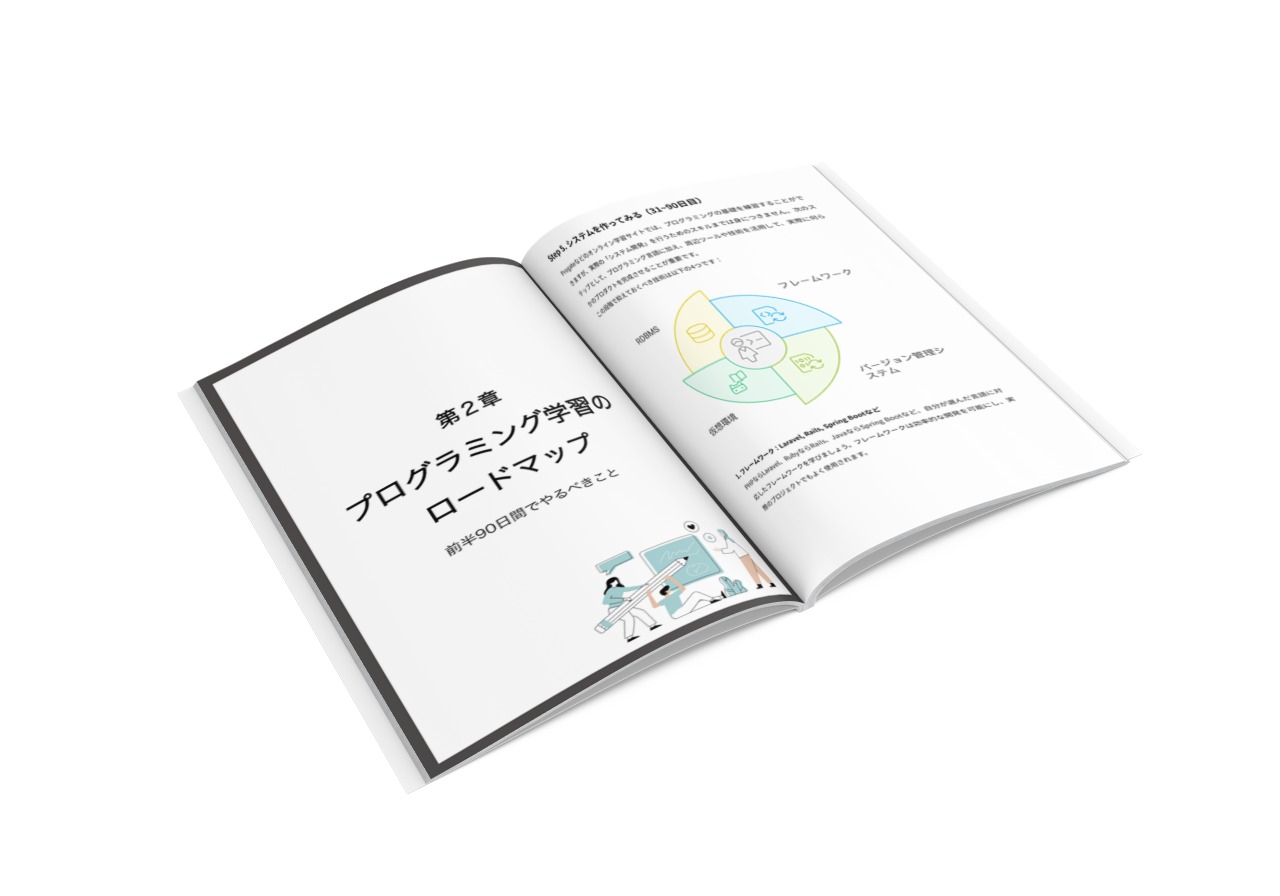 第２章
プログラミング学習の
ロードマップ
前半90日間でやるべきこと
Step 5. システムを作ってみる（31~90日目）
Progateなどのオンライン学習サイトでは、プログラミングの基礎を練習することがで
きますが、実際の「システム開発」を行うためのスキルまでは身につきません。次のス
テップとして、プログラミング言語に加え、周辺ツールや技術を活用して、実際に何ら
かのプロダクトを完成させることが重要です。
この段階で抑えておくべき技術は以下の4つです：
フレームワーク
RDBMS
バージョン管理シ
ステム
仮想環境
1. フレームワーク：Laravel, Rails, Spring Bootなど
PHPならLaravel、RubyならRails、JavaならSpring Bootなど、自分が選んだ言語に対
応したフレームワークを学びましょう。フレームワークは効率的な開発を可能にし、実
際のプロジェクトでもよく使用されます。